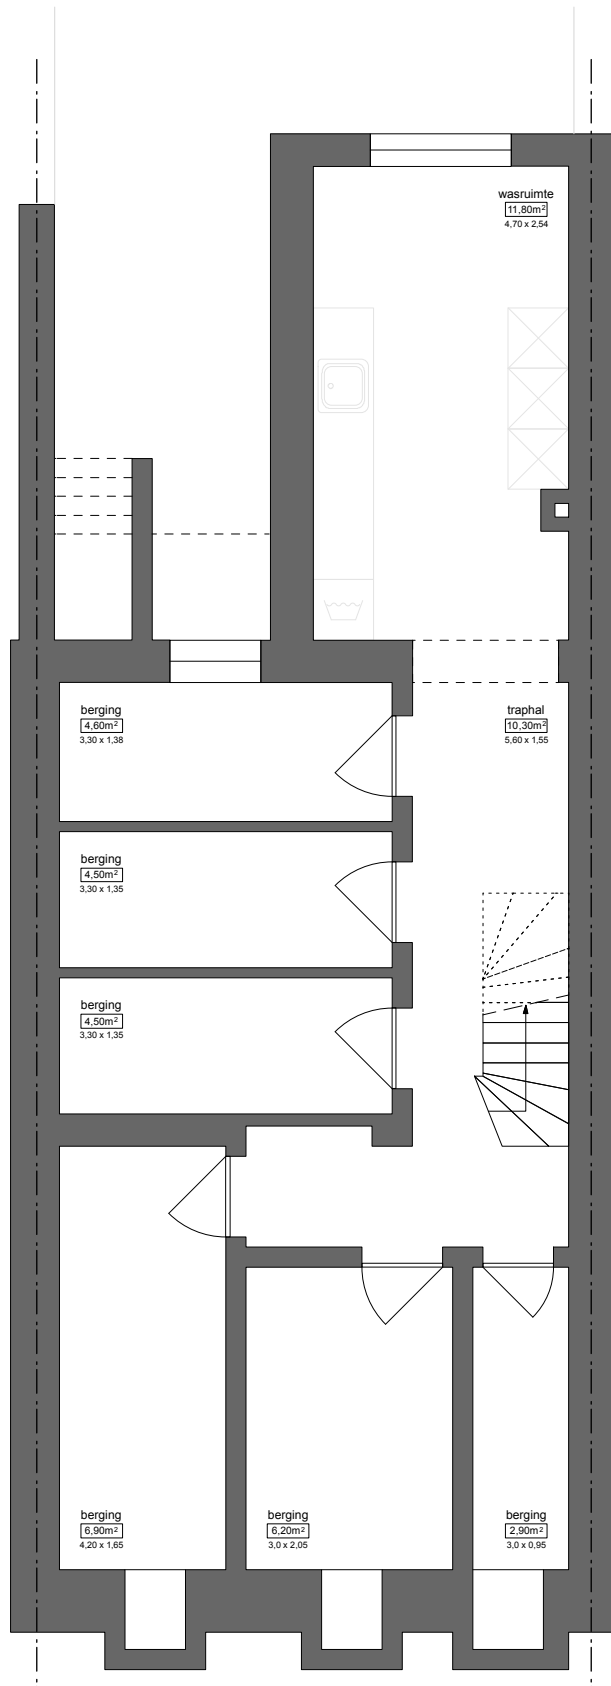 wasruimte
11,80m²
4,70 x 2,54
berging
4,60m²
3,30 x 1,38
traphal
10,30m²
5,60 x 1,55
berging
4,50m²
3,30 x 1,35
berging
4,50m²
3,30 x 1,35
berging
6,90m²
4,20 x 1,65
berging
6,20m²
3,0 x 2,05
berging
2,90m²
3,0 x 0,95